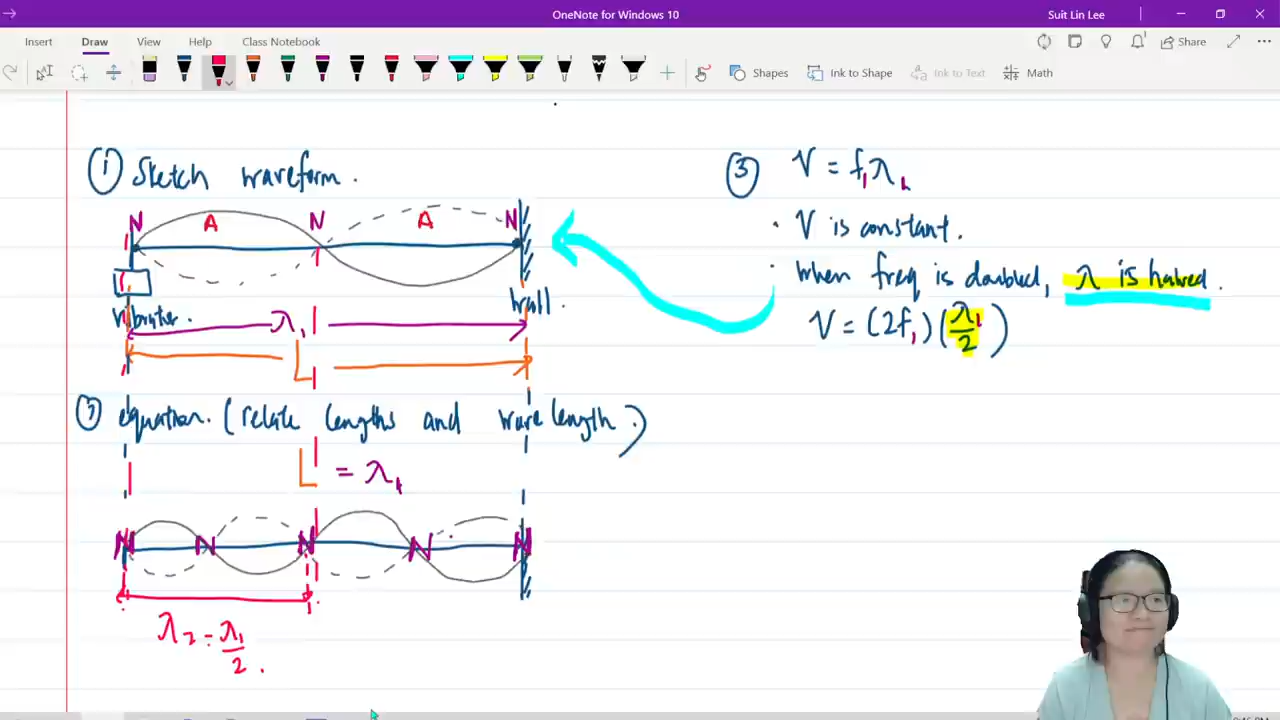 OneNote for Windows 10
Suit Lin Lee
Insert Draw View Help Class Notebook
Share
Shapes Ink to Shape Ink to Text Math
① Sketch waveform.
N A N A N
vibrator.
wall.
λ₁
L
② equation. (relate lengths and wavelength.)
L = λ₁
N N N N N
λ₂ = λ₁/2.
③ V = f₁λ₁
· V is constant.
· When freq is doubled, λ is halved.
V = (2f₁)(λ₁/2)